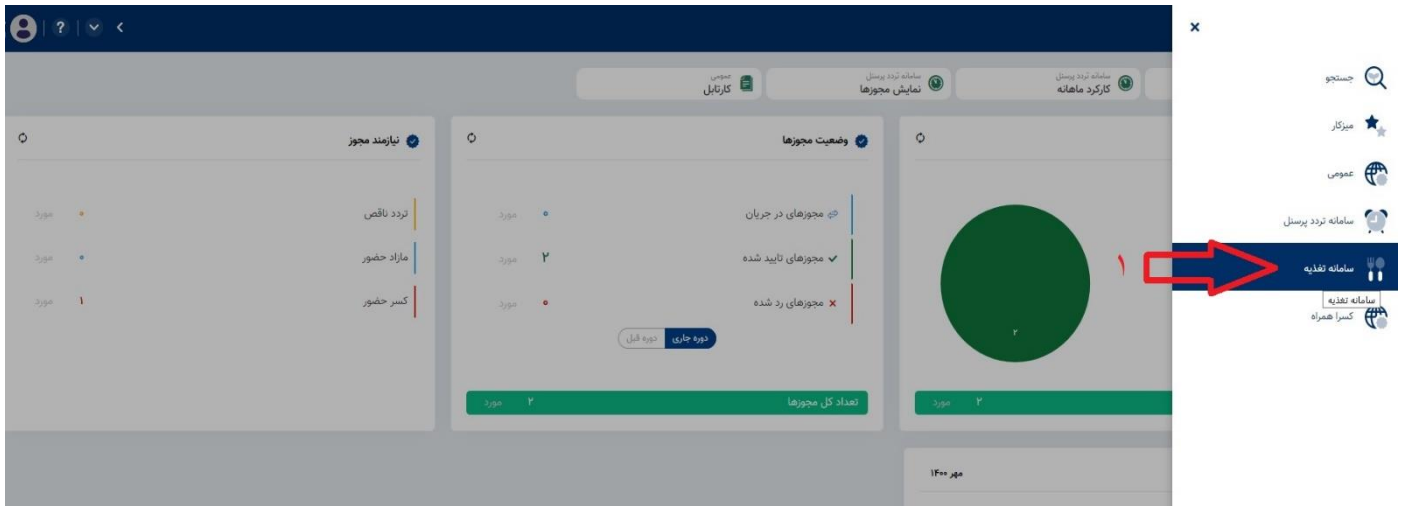 ?
سامانه تردد پرسنل
کارکرد ماهانه
سامانه تردد پرسنل
نمایش مجوزها
عمومی
کارتابل
جستجو
میزکار
عمومی
سامانه تردد پرسنل
سامانه تغذیه
سامانه تغذیه
کسرا همراه
۱
۲
۲ مورد
مهر ۱۴۰۰
وضعیت مجوزها
مجوزهای در جریان ۰ مورد
مجوزهای تایید شده ۲ مورد
مجوزهای رد شده ۰ مورد
دوره جاری دوره قبل
تعداد کل مجوزها ۲ مورد
نیازمند مجوز
تردد ناقص ۰ مورد
مازاد حضور ۰ مورد
کسر حضور ۱ مورد